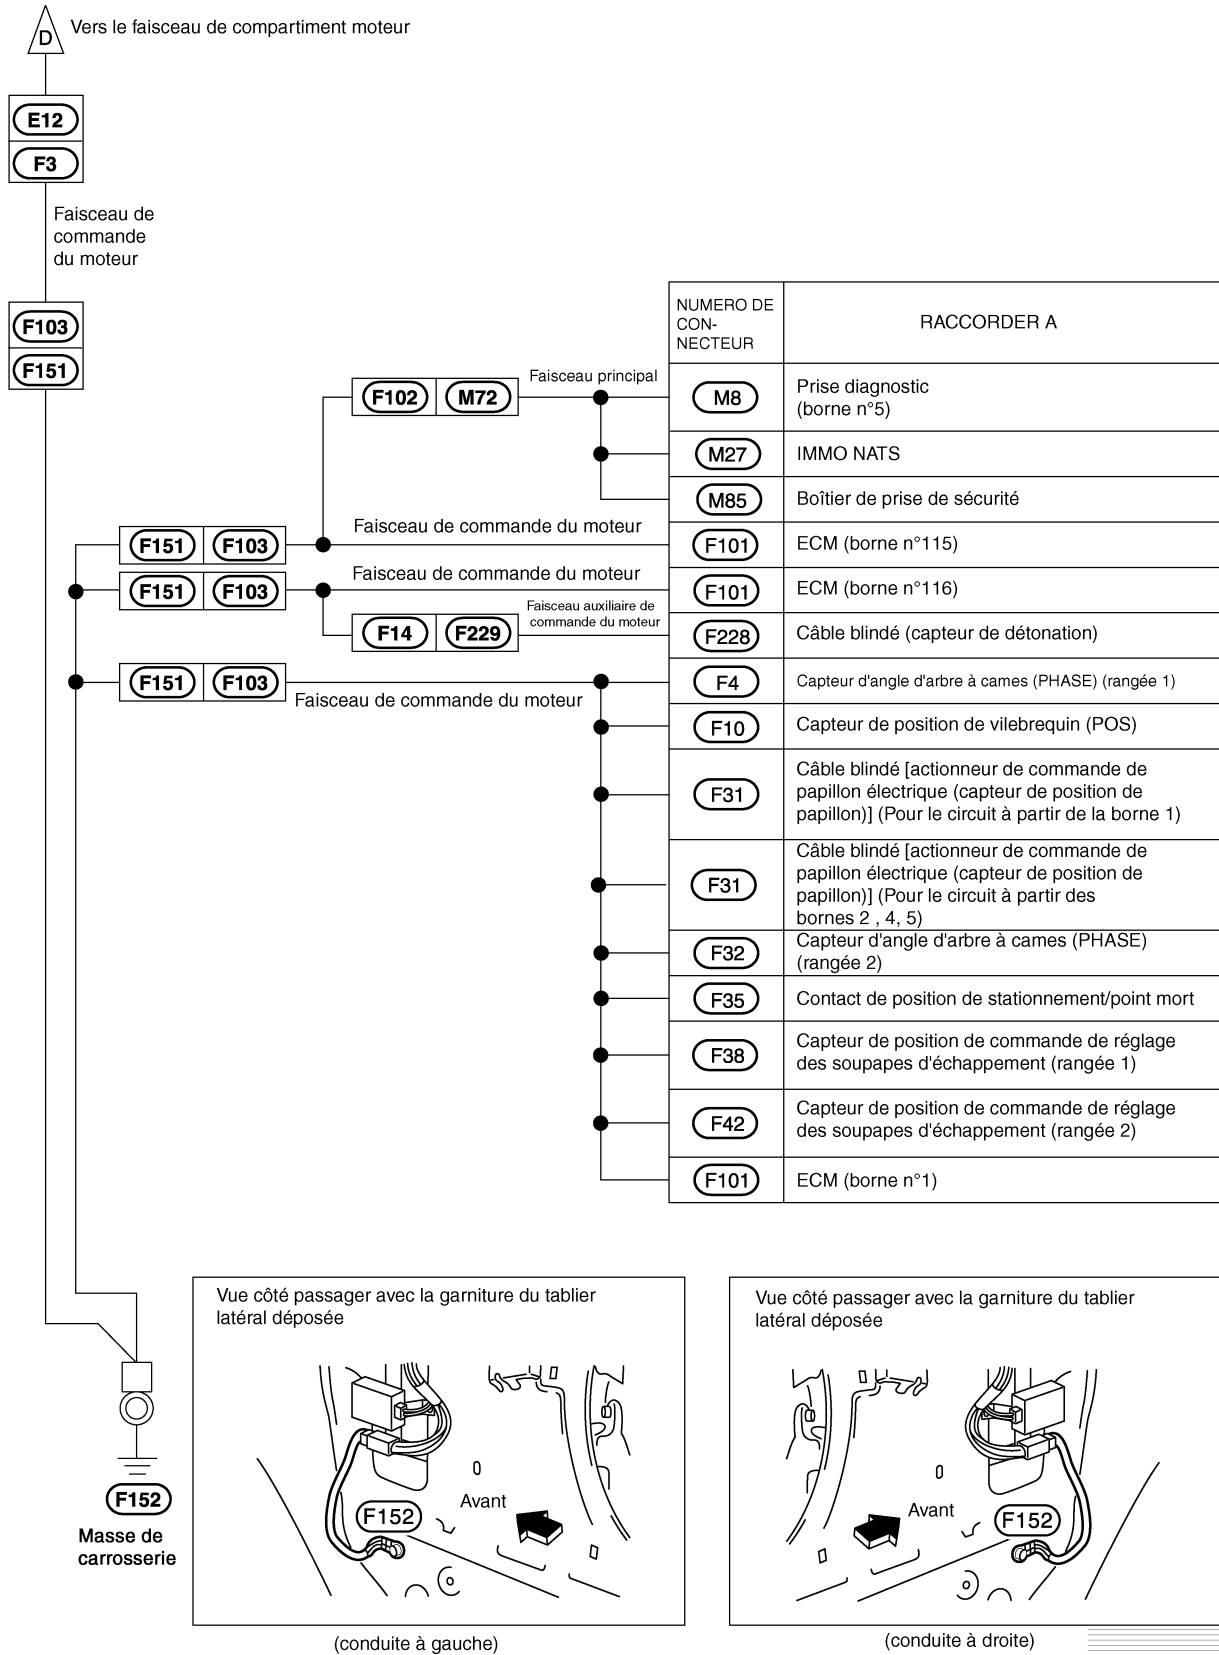 D
Vers le faisceau de compartiment moteur
E12
F3
Faisceau de
commande
du moteur
F103
F151
NUMERO DE
CON-
NECTEUR
RACCORDER A
F102
M72
Faisceau principal
M8
Prise diagnostic
(borne n°5)
M27
IMMO NATS
M85
Boîtier de prise de sécurité
F151
F103
Faisceau de commande du moteur
F101
ECM (borne n°115)
F151
F103
Faisceau de commande du moteur
F101
ECM (borne n°116)
F14
F229
Faisceau auxiliaire de
commande du moteur
F228
Câble blindé (capteur de détonation)
F151
F103
Faisceau de commande du moteur
F4
Capteur d'angle d'arbre à cames (PHASE) (rangée 1)
F10
Capteur de position de vilebrequin (POS)
F31
Câble blindé [actionneur de commande de
papillon électrique (capteur de position de
papillon)] (Pour le circuit à partir de la borne 1)
F31
Câble blindé [actionneur de commande de
papillon électrique (capteur de position de
papillon)] (Pour le circuit à partir des
bornes 2 , 4, 5)
F32
Capteur d'angle d'arbre à cames (PHASE)
(rangée 2)
F35
Contact de position de stationnement/point mort
F38
Capteur de position de commande de réglage
des soupapes d'échappement (rangée 1)
F42
Capteur de position de commande de réglage
des soupapes d'échappement (rangée 2)
F101
ECM (borne n°1)
F152
Masse de
carrosserie
Vue côté passager avec la garniture du tablier
latéral déposée
Avant
F152
(conduite à gauche)
Vue côté passager avec la garniture du tablier
latéral déposée
Avant
F152
(conduite à droite)